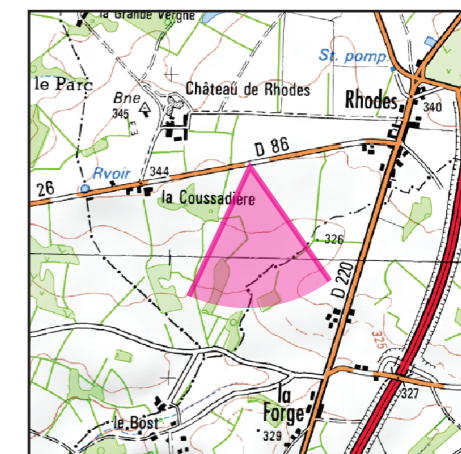 la Grande Vergne
St. pomp.
le Parc
Bne
345
Château de Rhodes
Rhodes
340
E3
D 86
Rvoir
344
26
la Coussadière
326
D 220
325
327
la
Forge
le Bost
329